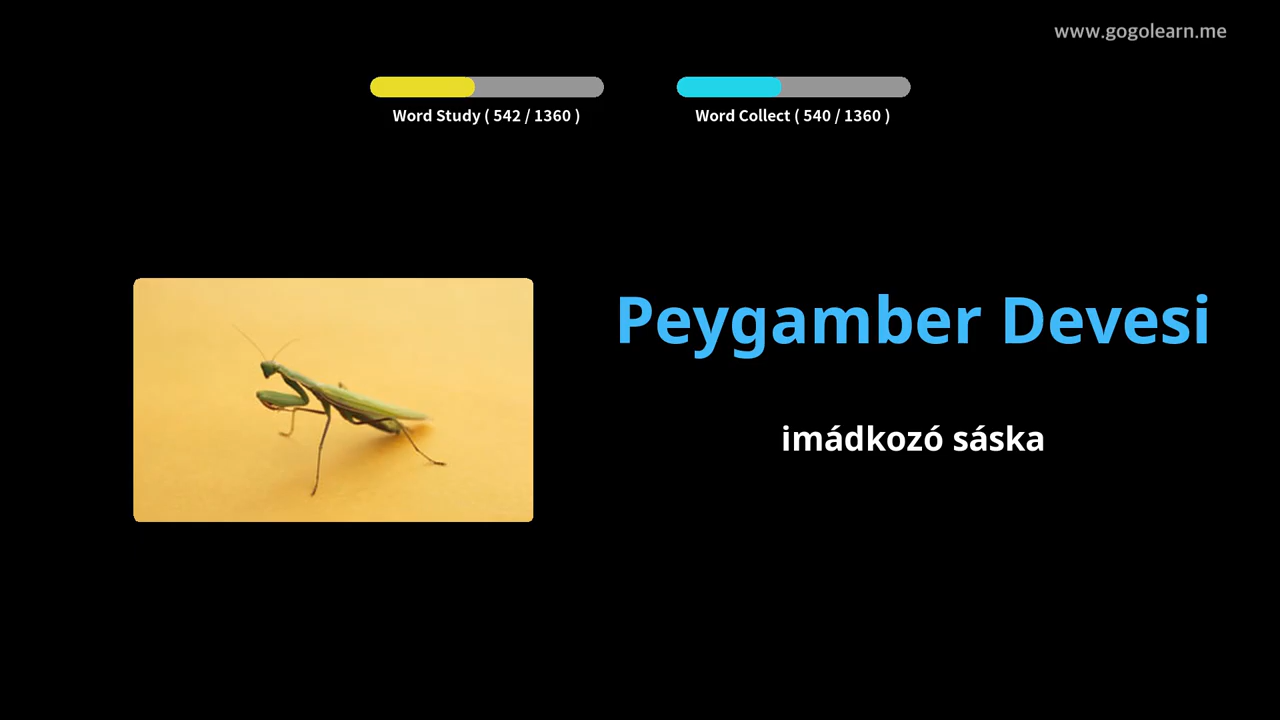 www.gogolearn.me
Word Study ( 542 / 1360 )
Word Collect ( 540 / 1360 )
Peygamber Devesi
imádkozó sáska